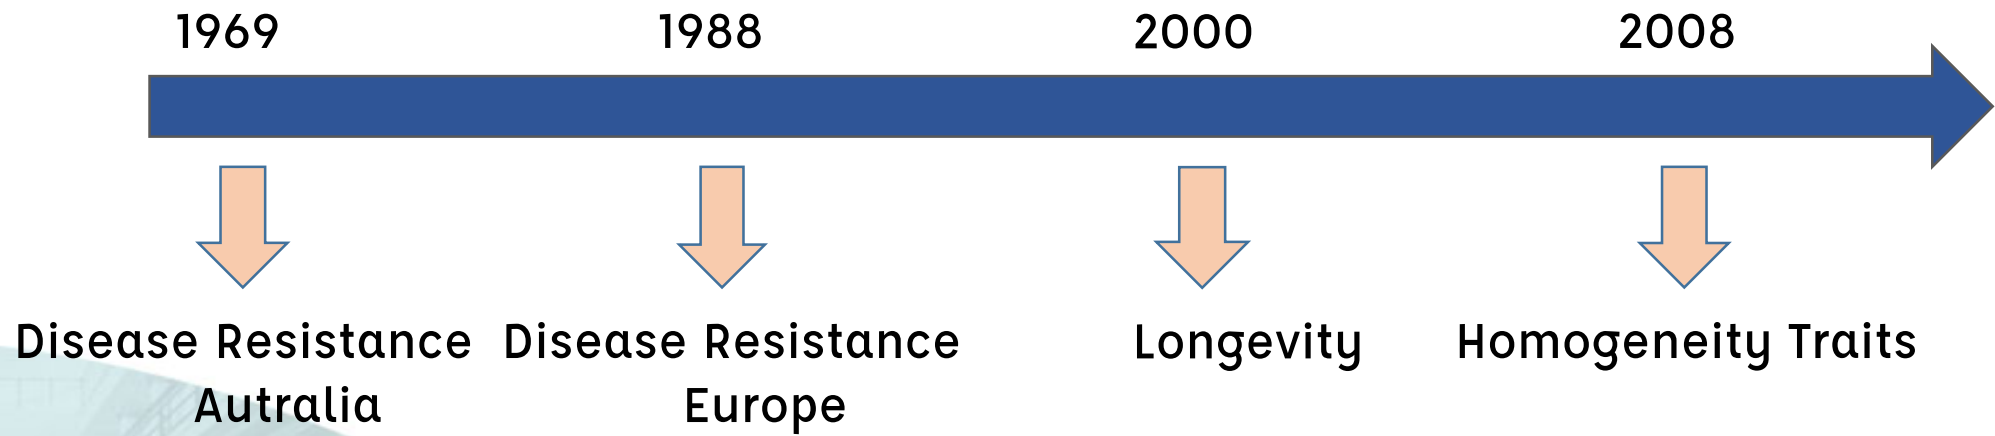 1969 1988 2000 2008
Disease Resistance Disease Resistance Longevity Homogeneity Traits
Autralia Europe